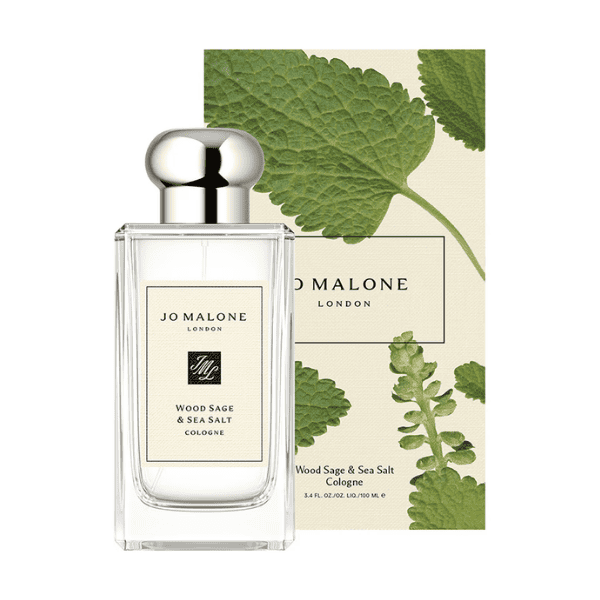 JO MALONE
LONDON
JML
WOOD SAGE
& SEA SALT
COLOGNE
O MALONE
LONDON
Wood Sage & Sea Salt
Cologne
3.4 FL. OZ./OZ. LIQ./100 ML ℮